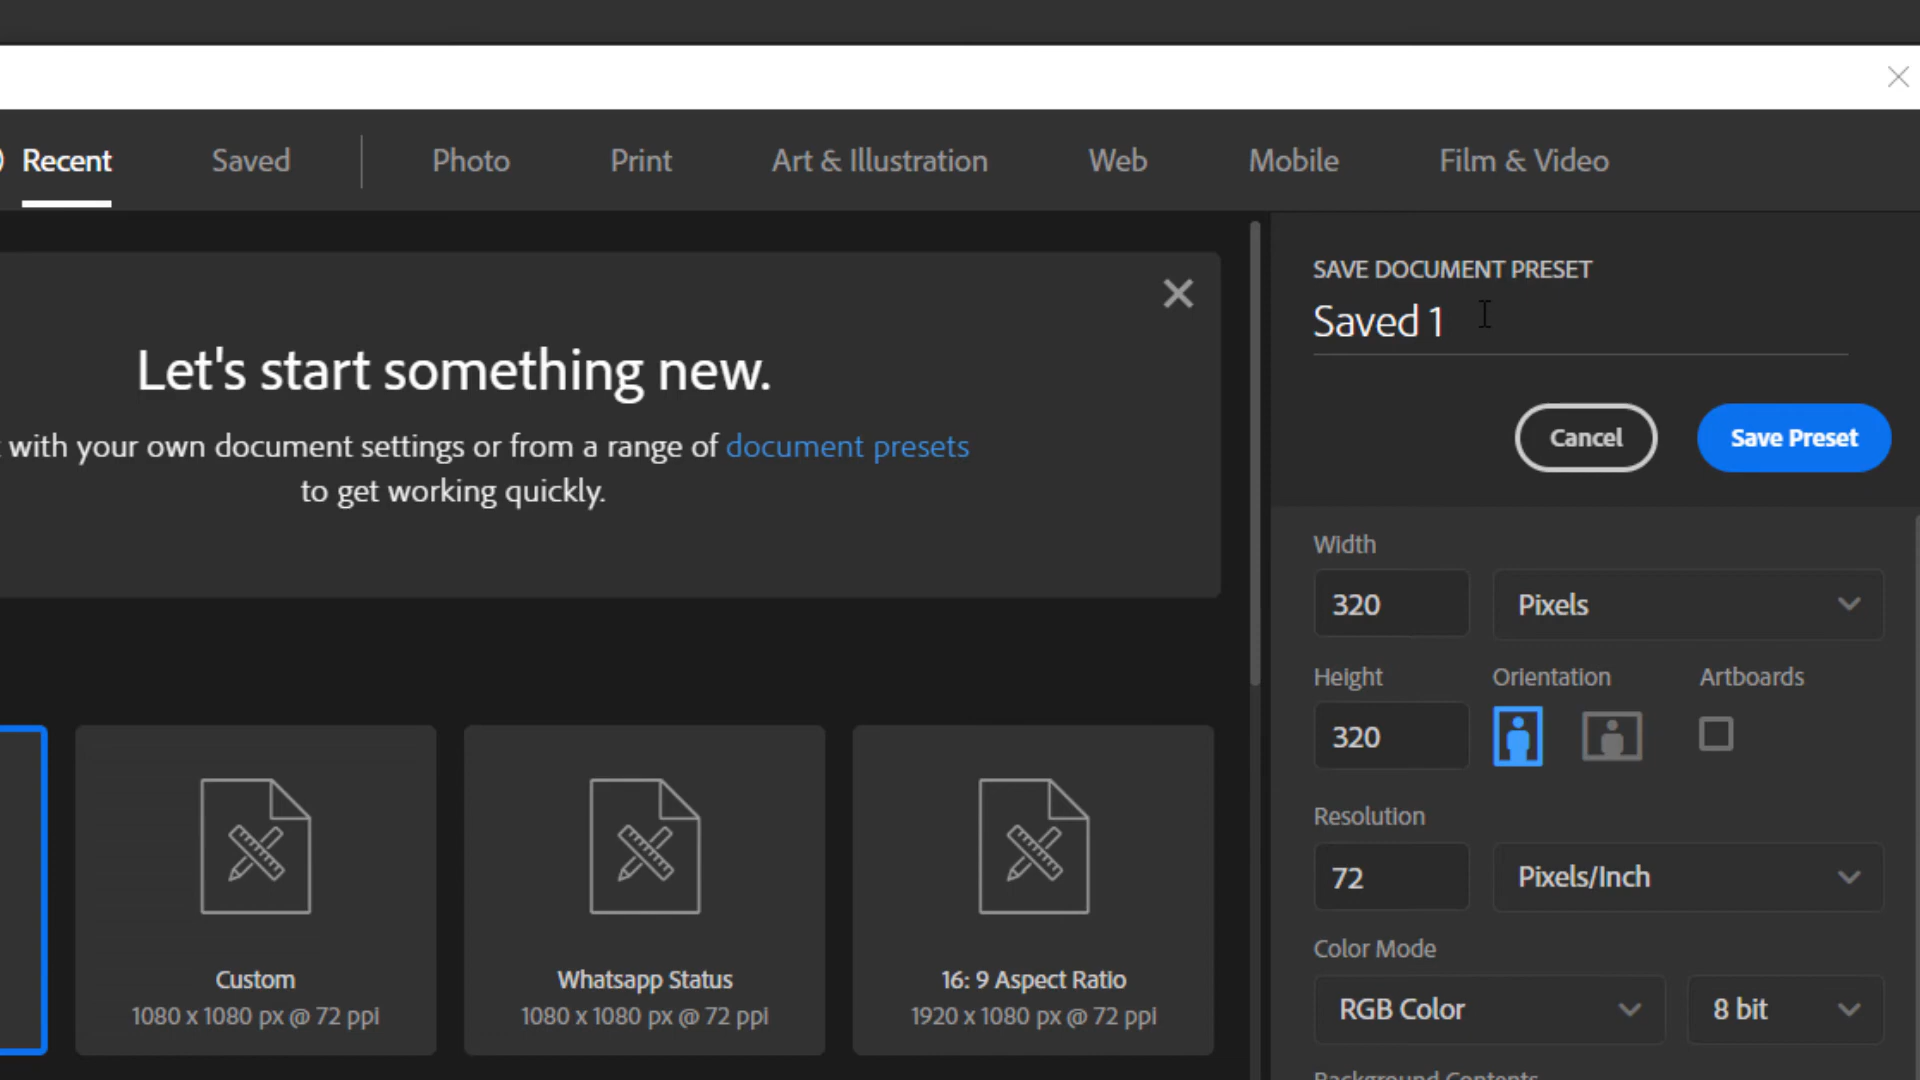 Recent
Saved
Photo
Print
Art & Illustration
Web
Mobile
Film & Video
Let's start something new.
with your own document settings or from a range of document presets
to get working quickly.
Custom
1080 x 1080 px @ 72 ppi
Whatsapp Status
1080 x 1080 px @ 72 ppi
16: 9 Aspect Ratio
1920 x 1080 px @ 72 ppi
SAVE DOCUMENT PRESET
Saved 1
Cancel
Save Preset
Width
320
Pixels
Height
Orientation
Artboards
320
Resolution
72
Pixels/Inch
Color Mode
RGB Color
8 bit
Background Contents